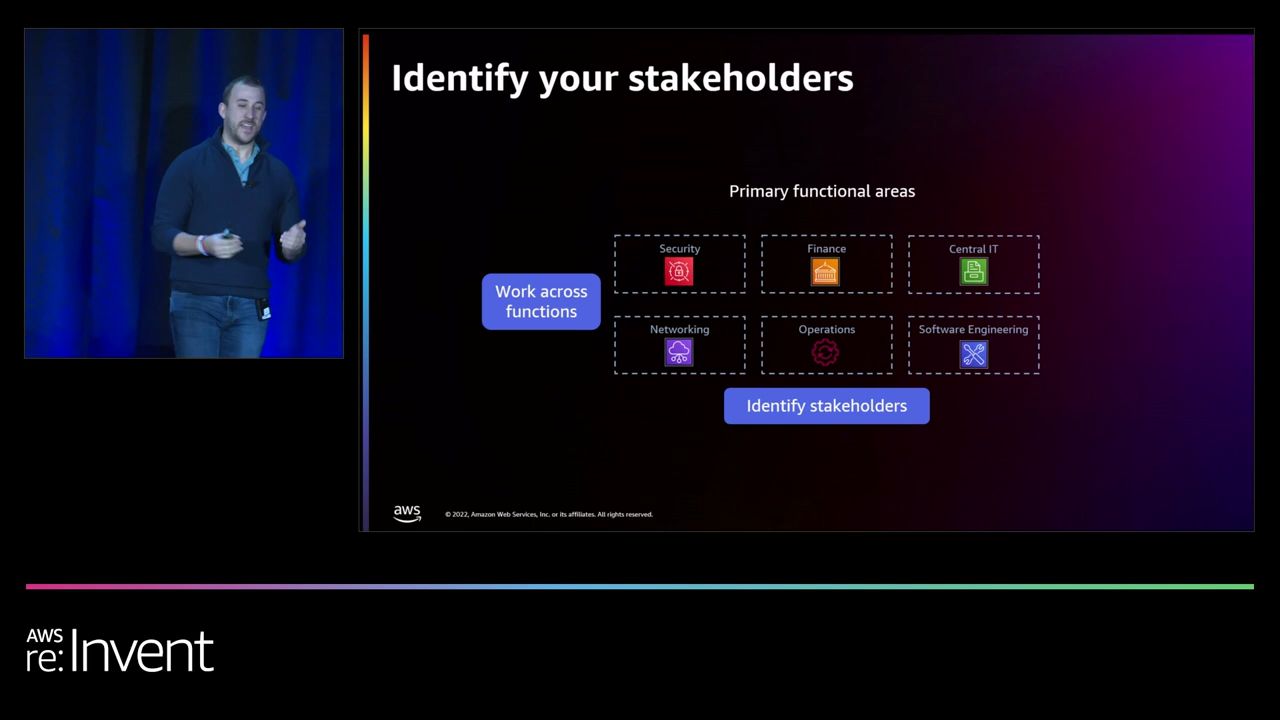 Identify your stakeholders
Primary functional areas
Security
Finance
Central IT
Work across
functions
Networking
Operations
Software Engineering
Identify stakeholders
aws
© 2022, Amazon Web Services, Inc. or its affiliates. All rights reserved.
AWS
re:Invent